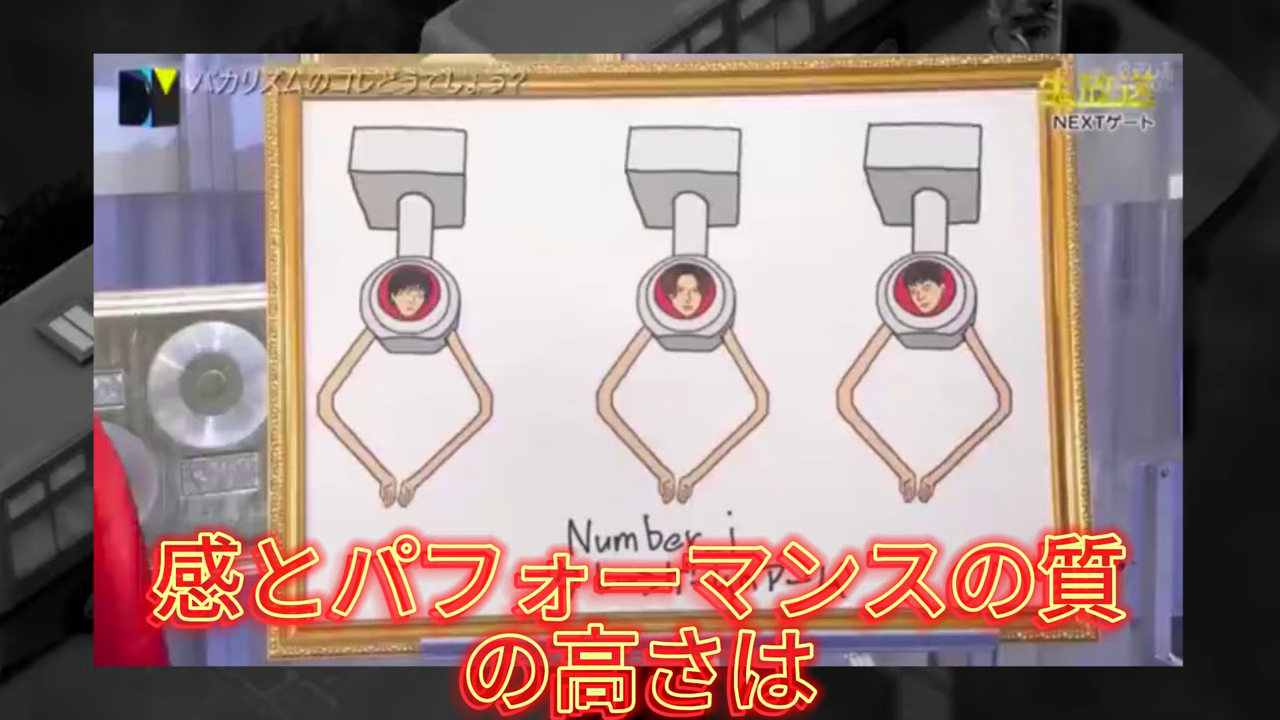 バカリズムのコレどうでしょう?
生放送
NEXTゲート
Number_i
感とパフォーマンスの質
の高さは